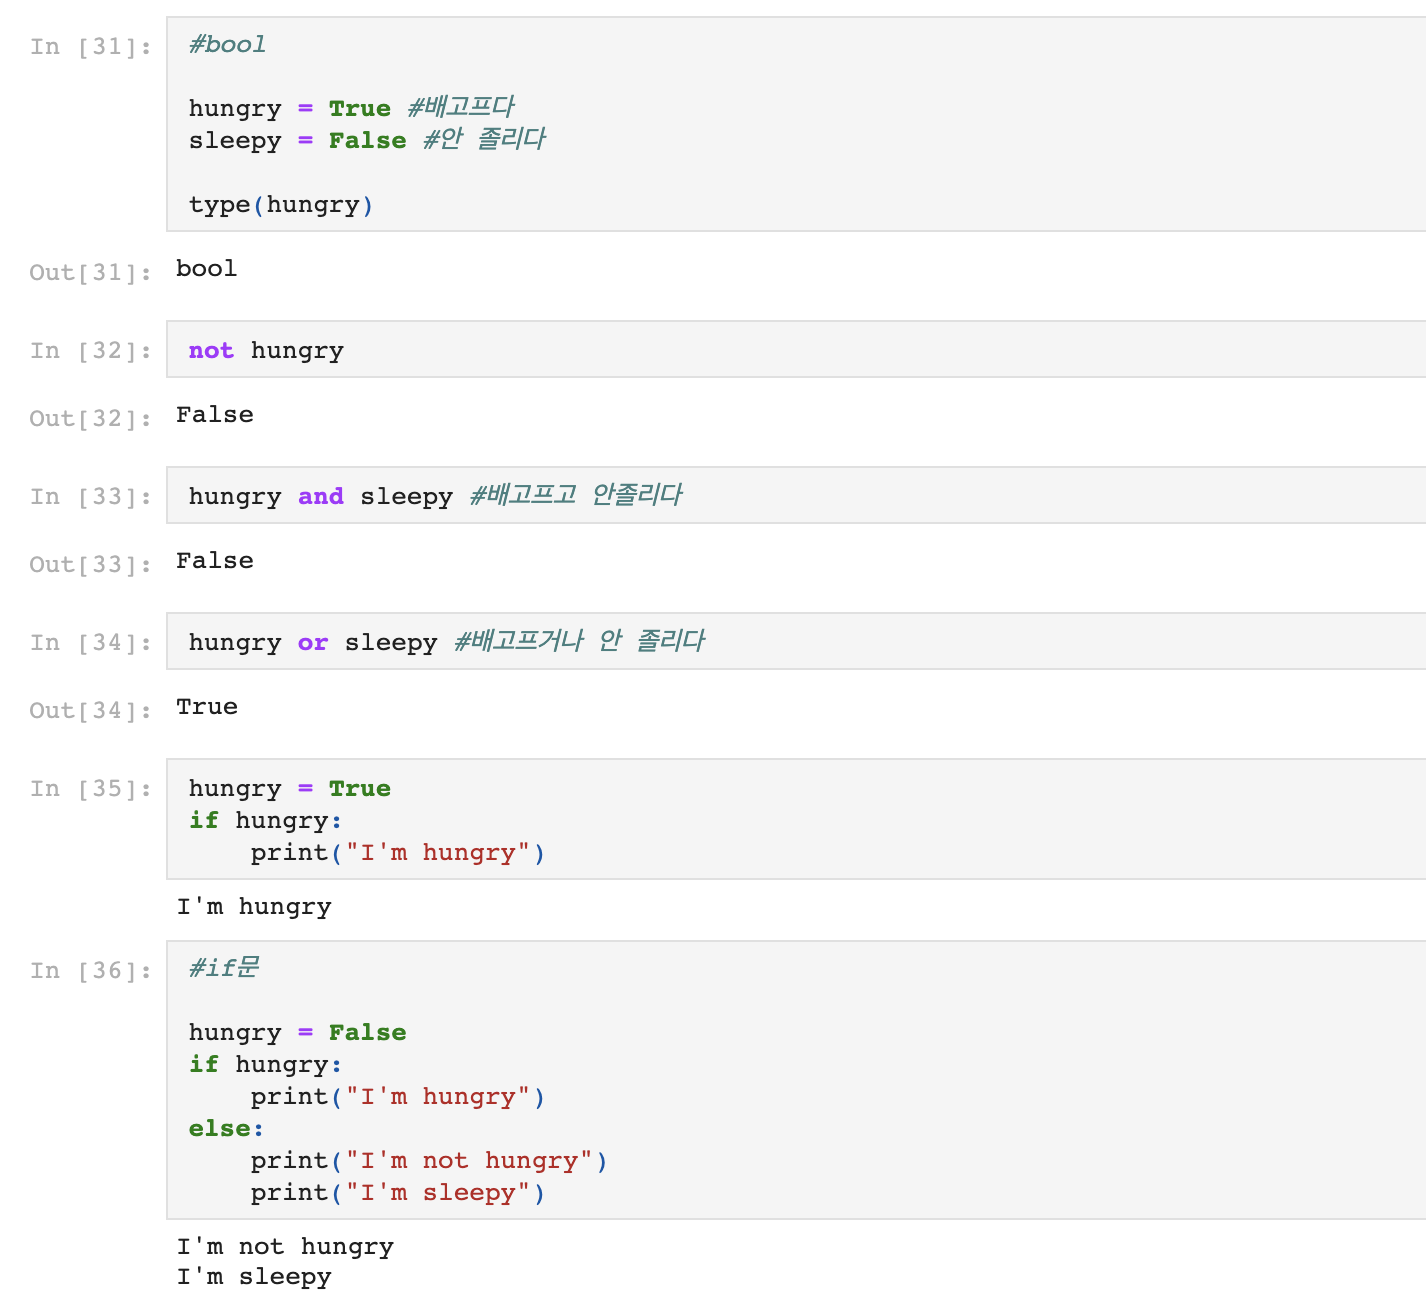 In [31]:
#bool
hungry = True #배고프다
sleepy = False #안 졸리다
type(hungry)
Out[31]: bool
In [32]: not hungry
Out[32]: False
In [33]: hungry and sleepy #배고프고 안졸리다
Out[33]: False
In [34]: hungry or sleepy #배고프거나 안 졸리다
Out[34]: True
In [35]: hungry = True
if hungry:
    print("I'm hungry")
I'm hungry
In [36]: #if문
hungry = False
if hungry:
    print("I'm hungry")
else:
    print("I'm not hungry")
    print("I'm sleepy")
I'm not hungry
I'm sleepy